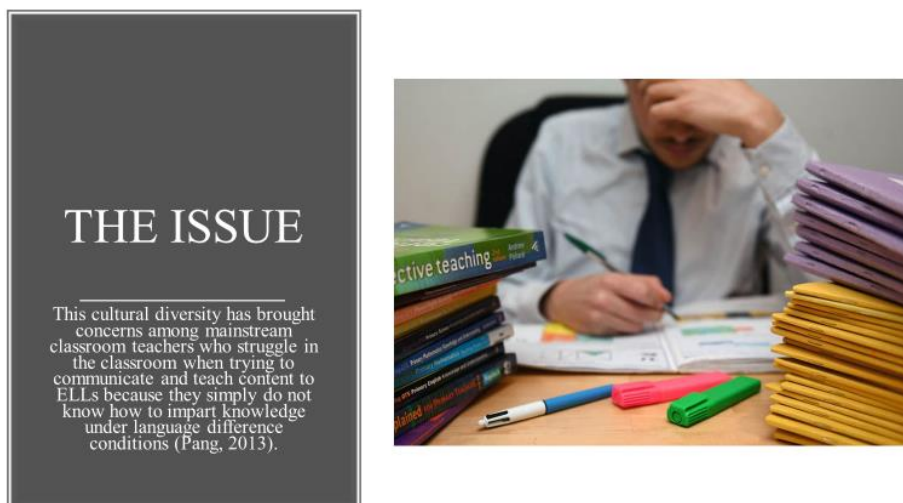 THE ISSUE
This cultural diversity has brought
concerns among mainstream
classroom teachers who struggle in
the classroom when trying to
communicate and teach content to
ELLs because they simply do not
know how to impart knowledge
under language difference
conditions (Pang, 2013).
ective teaching
Andrew
Pollard